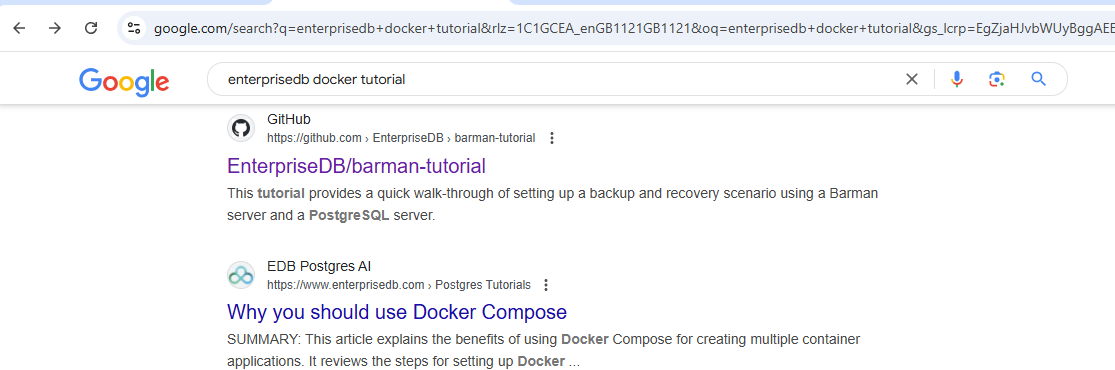 google.com/search?q=enterprisedb+docker+tutorial&rlz=1C1GCEA_enGB1121GB1121&oq=enterprisedb+docker+tutorial&gs_lcrp=EgZjaHJvbWUyBggAEE
Google
enterprisedb docker tutorial
GitHub
https://github.com › EnterpriseDB › barman-tutorial
EnterpriseDB/barman-tutorial
This tutorial provides a quick walk-through of setting up a backup and recovery scenario using a Barman
server and a PostgreSQL server.
EDB Postgres AI
https://www.enterprisedb.com › Postgres Tutorials
Why you should use Docker Compose
SUMMARY: This article explains the benefits of using Docker Compose for creating multiple container
applications. It reviews the steps for setting up Docker ...